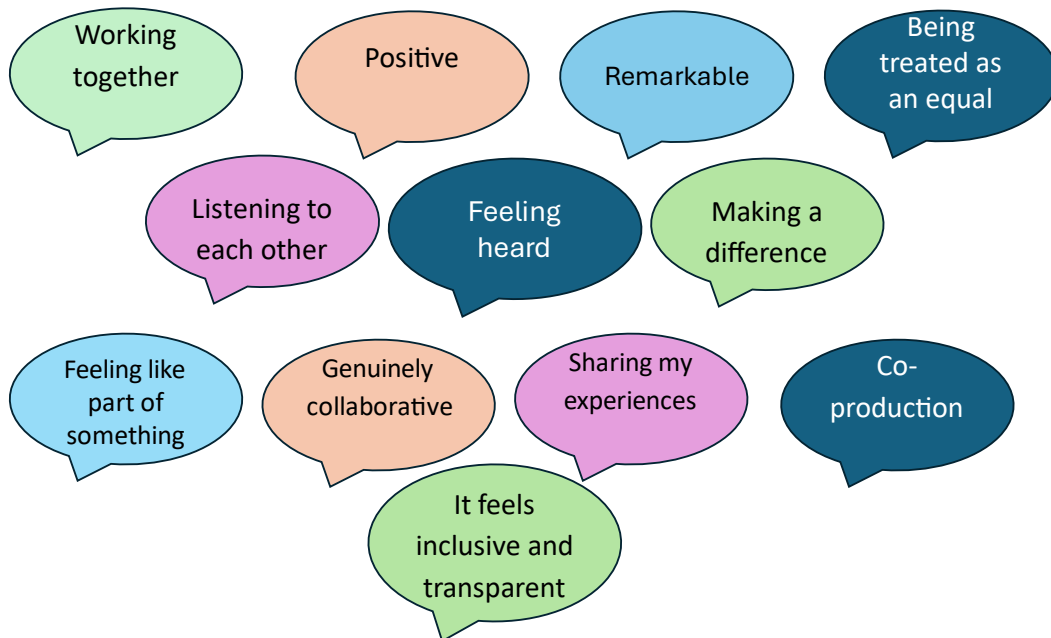 Working
together
Positive
Remarkable
Being
treated as
an equal
Listening to
each other
Feeling
heard
Making a
difference
Feeling like
part of
something
Genuinely
collaborative
Sharing my
experiences
Co-
production
It feels
inclusive and
transparent